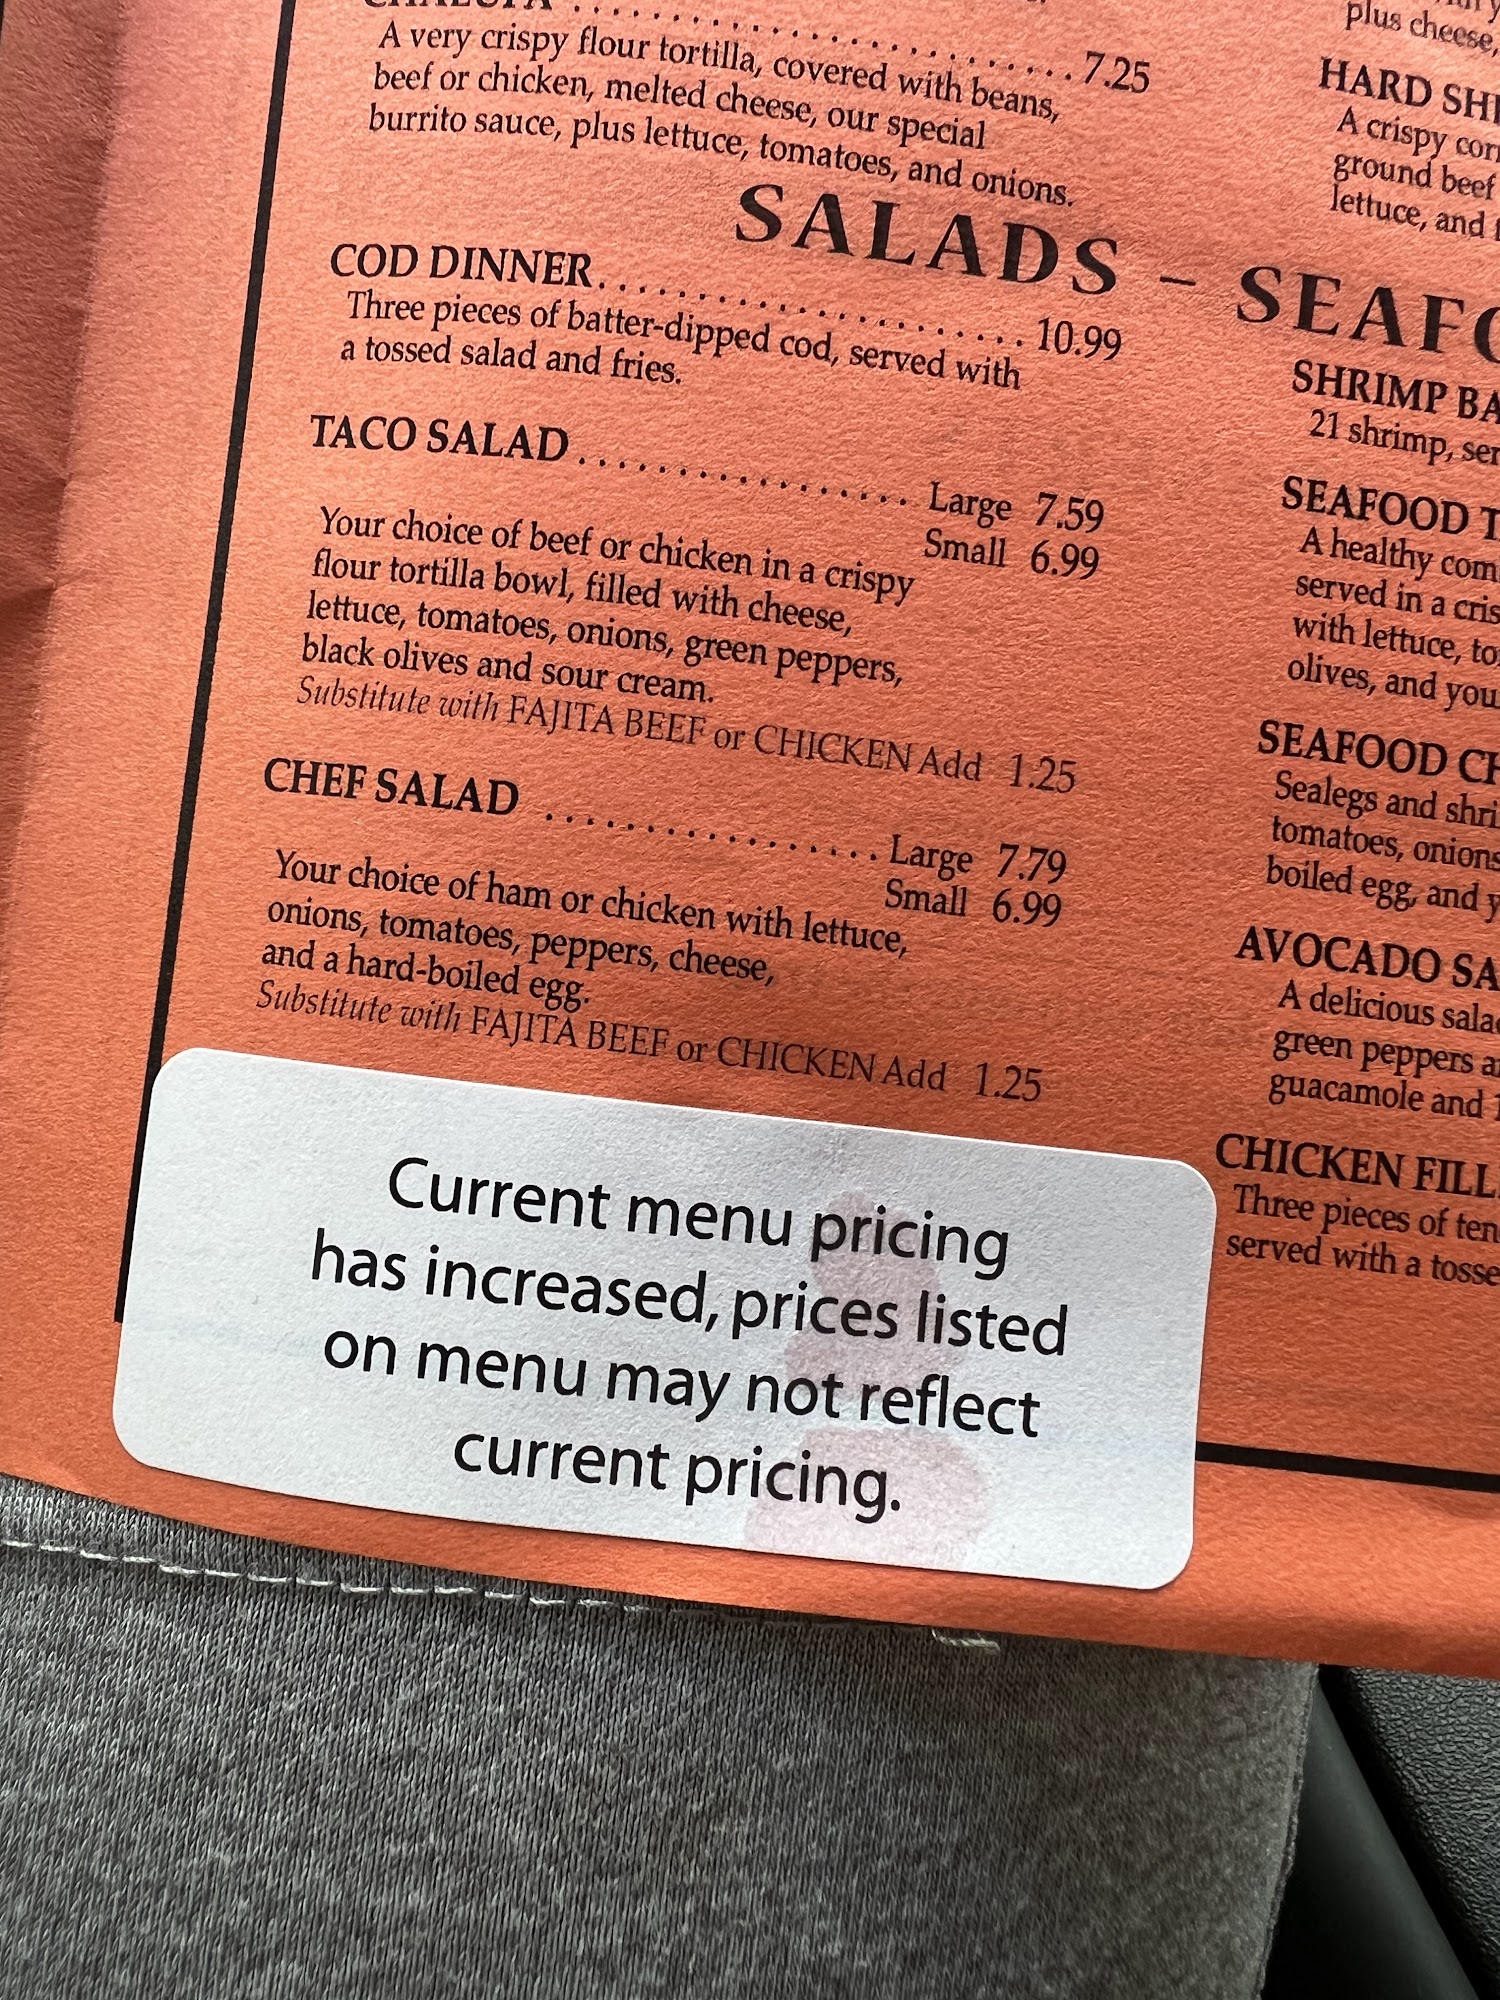 CHALUPA .............................. 7.25
A very crispy flour tortilla, covered with beans,
beef or chicken, melted cheese, our special
burrito sauce, plus lettuce, tomatoes, and onions.
plus cheese,
HARD SH
A crispy cor
ground beef
lettuce, and
SALADS – SEAFO
COD DINNER.......................... 10.99
Three pieces of batter-dipped cod, served with
a tossed salad and fries.
TACO SALAD .................... Large 7.59
Small 6.99
Your choice of beef or chicken in a crispy
flour tortilla bowl, filled with cheese,
lettuce, tomatoes, onions, green peppers,
black olives and sour cream.
Substitute with FAJITA BEEF or CHICKEN Add 1.25
CHEF SALAD .................... Large 7.79
Small 6.99
Your choice of ham or chicken with lettuce,
onions, tomatoes, peppers, cheese,
and a hard-boiled egg.
Substitute with FAJITA BEEF or CHICKEN Add 1.25
SHRIMP BA
21 shrimp, ser
SEAFOOD T
A healthy com
served in a cris
with lettuce, to
olives, and you
SEAFOOD CH
Sealegs and shri
tomatoes, onions
boiled egg, and y
AVOCADO SA
A delicious sala
green peppers a
guacamole and
CHICKEN FILL
Three pieces of ten
served with a tosse
Current menu pricing
has increased, prices listed
on menu may not reflect
current pricing.